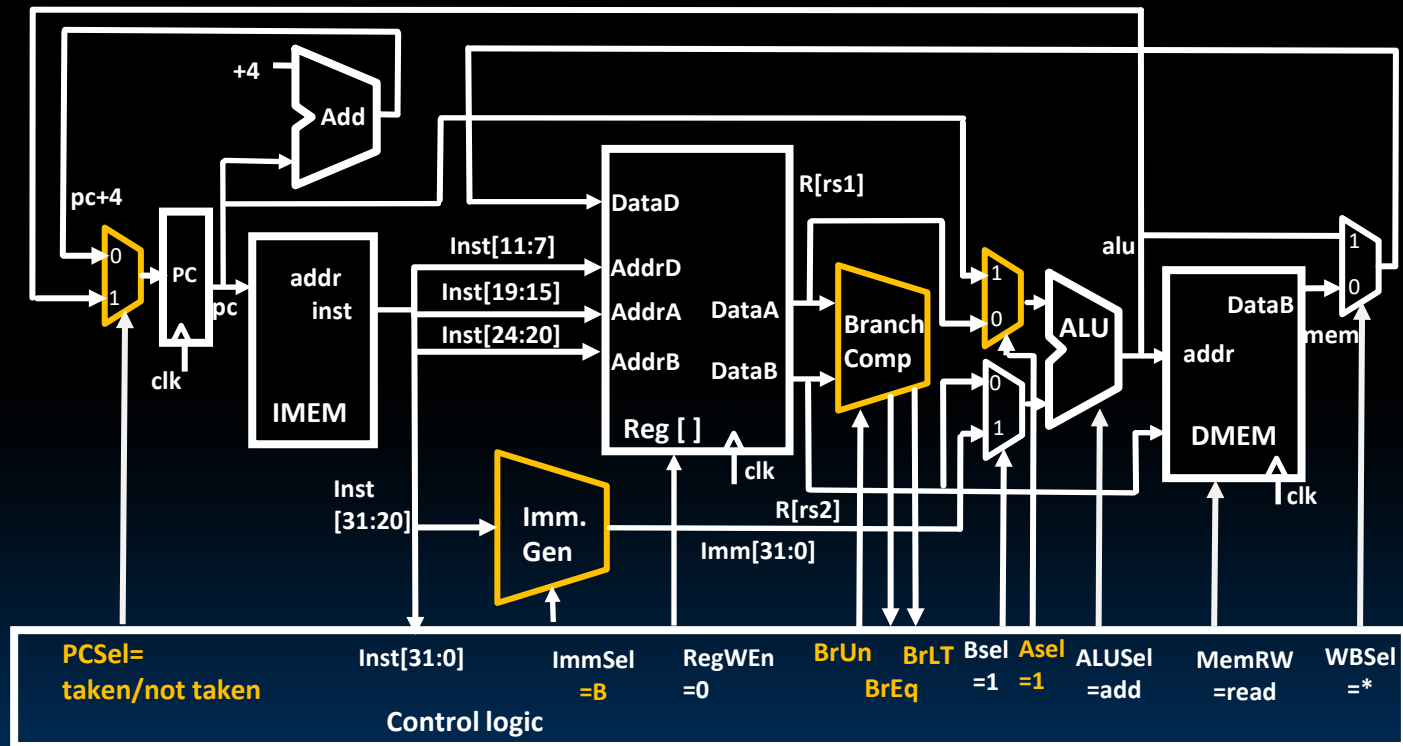 +4
Add
pc+4
0
1
PC
clk
pc
addr
inst
IMEM
Inst[11:7]
Inst[19:15]
Inst[24:20]
Inst
[31:20]
DataD
AddrD
AddrA
AddrB
DataA
DataB
Reg [ ]
clk
R[rs1]
R[rs2]
Imm.
Gen
Imm[31:0]
Branch
Comp
1
0
0
1
ALU
alu
addr
DataB
DMEM
clk
mem
1
0
PCSel=
taken/not taken
Inst[31:0]
ImmSel
=B
RegWEn
=0
BrUn
BrEq
BrLT
Bsel
=1
Asel
=1
ALUSel
=add
MemRW
=read
WBSel
=*
Control logic